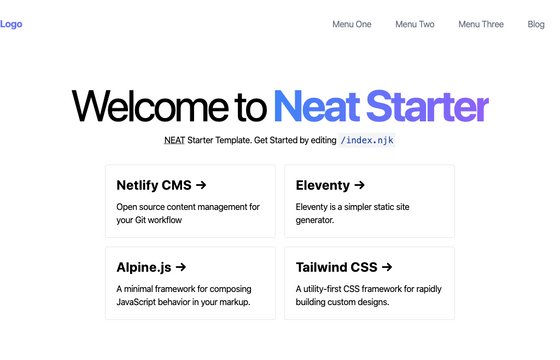 Logo
Menu One Menu Two Menu Three Blog
Welcome to Neat Starter
NEAT Starter Template. Get Started by editing /index.njk
Netlify CMS →
Open source content management for
your Git workflow
Eleventy →
Eleventy is a simpler static site
generator.
Alpine.js →
A minimal framework for composing
JavaScript behavior in your markup.
Tailwind CSS →
A utility-first CSS framework for rapidly
building custom designs.